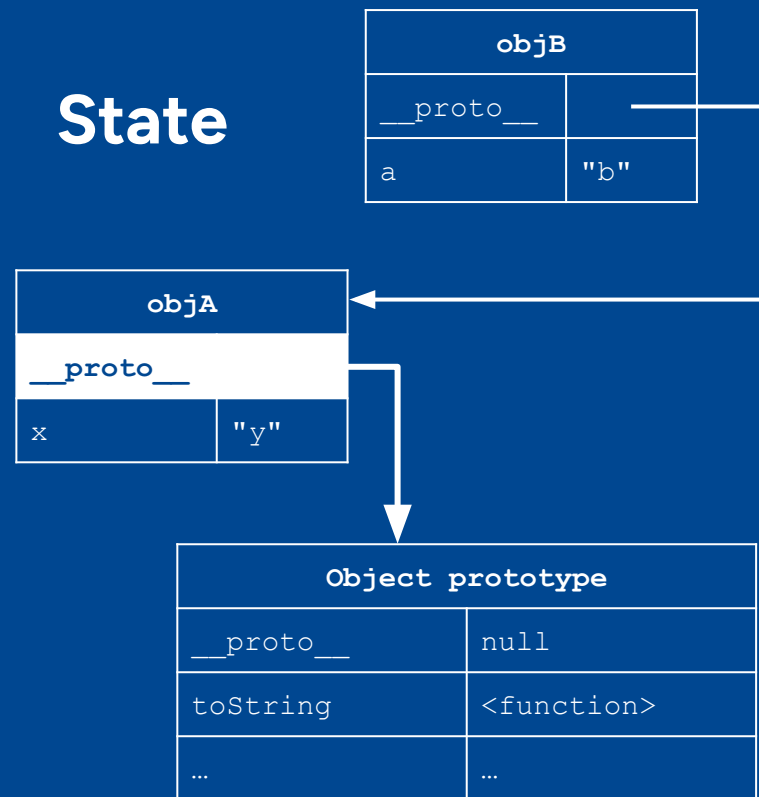 State
objB
__proto__
a "b"
objA
__proto__
x "y"
Object prototype
__proto__ null
toString <function>
… …